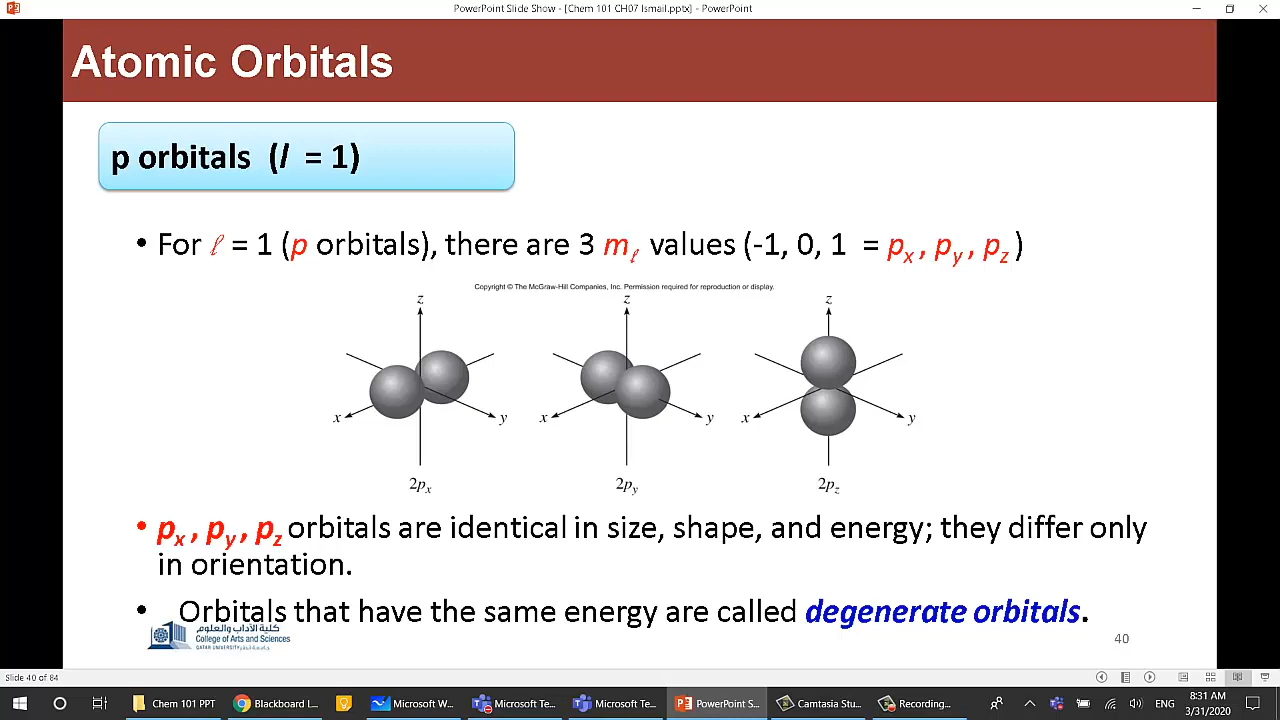 PowerPoint Slide Show - [Chem 101 CH07 Ismail.pptx] - PowerPoint
Atomic Orbitals
p orbitals (l = 1)
• For ℓ = 1 (p orbitals), there are 3 mℓ values (-1, 0, 1 = px , py , pz )
Copyright © The McGraw-Hill Companies, Inc. Permission required for reproduction or display.
z z z
x y x y x y
2px 2py 2pz
• px , py , pz orbitals are identical in size, shape, and energy; they differ only
in orientation.
• Orbitals that have the same energy are called degenerate orbitals.
كلية الآداب والعلوم
College of Arts and Sciences
QATAR UNIVERSITY جامعة قطر
40
Slide 40 of 84
Chem 101 PPT Blackboard L... Microsoft W... Microsoft Te... Microsoft Te... PowerPoint S... Camtasia Stu... Recording... ENG 8:31 AM
3/31/2020